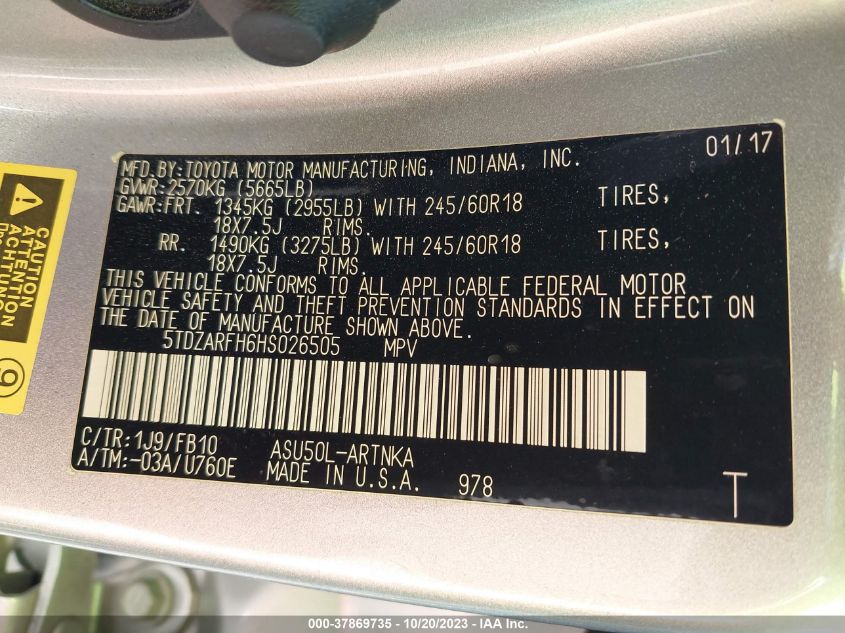 MFD.BY:TOYOTA MOTOR MANUFACTURING, INDIANA, INC. 01/17
GVWR:2570KG (5665LB)
GAWR:FRT. 1345KG (2955LB) WITH 245/60R18 TIRES,
18X7.5J RIMS.
RR. 1490KG (3275LB) WITH 245/60R18 TIRES,
18X7.5J RIMS.
THIS VEHICLE CONFORMS TO ALL APPLICABLE FEDERAL MOTOR
VEHICLE SAFETY AND THEFT PREVENTION STANDARDS IN EFFECT ON
THE DATE OF MANUFACTURE SHOWN ABOVE.
5TDZARFH6HS026505 MPV
C/TR:1J9/FB10 ASU50L-ARTNKA
A/TM:-03A/U760E MADE IN U.S.A. 978
T
CAUTION
ATTENTION
ACHTUNG
9
000-37869735 - 10/20/2023 - IAA Inc.